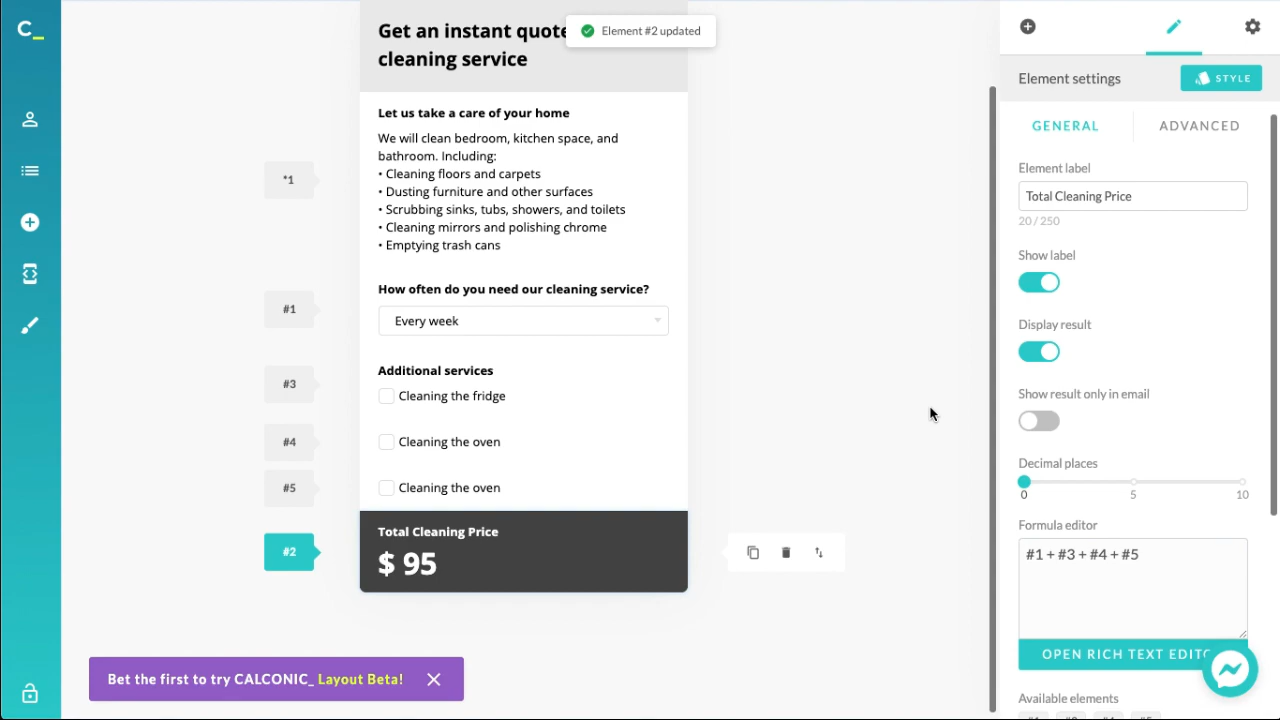 C_
Get an instant quote
cleaning service
Element #2 updated
*1
Let us take a care of your home
We will clean bedroom, kitchen space, and
bathroom. Including:
• Cleaning floors and carpets
• Dusting furniture and other surfaces
• Scrubbing sinks, tubs, showers, and toilets
• Cleaning mirrors and polishing chrome
• Emptying trash cans
#1
How often do you need our cleaning service?
Every week
#3
Additional services
Cleaning the fridge
#4
Cleaning the oven
#5
Cleaning the oven
#2
Total Cleaning Price
$ 95
Bet the first to try CALCONIC_ Layout Beta!
Element settings
STYLE
GENERAL
ADVANCED
Element label
Total Cleaning Price
20 / 250
Show label
Display result
Show result only in email
Decimal places
0 5 10
Formula editor
#1 + #3 + #4 + #5
OPEN RICH TEXT EDITO
Available elements